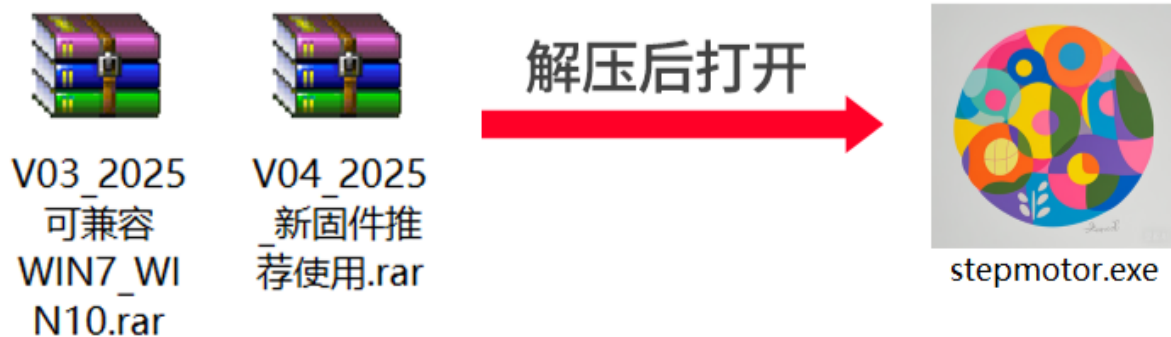 V03_2025
可兼容
WIN7_WI
N10.rar
V04_2025
_新固件推
荐使用.rar
解压后打开
stepmotor.exe